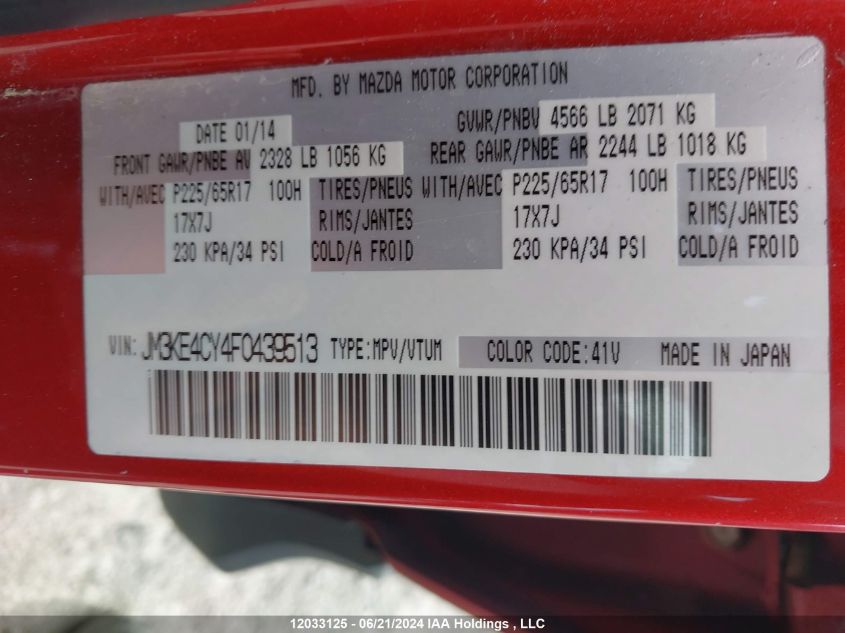 MFD. BY MAZDA MOTOR CORPORATION
DATE 01/14 GVWR/PNBV 4566 LB 2071 KG
FRONT GAWR/PNBE AV 2328 LB 1056 KG REAR GAWR/PNBE AR 2244 LB 1018 KG
WITH/AVEC P225/65R17 100H TIRES/PNEUS WITH/AVEC P225/65R17 100H TIRES/PNEUS
17X7J RIMS/JANTES 17X7J RIMS/JANTES
230 KPA/34 PSI COLD/A FROID 230 KPA/34 PSI COLD/A FROID
VIN: JM3KE4CY4F0439513 TYPE:MPV/VTUM COLOR CODE:41V MADE IN JAPAN
12033125 - 06/21/2024 IAA Holdings , LLC